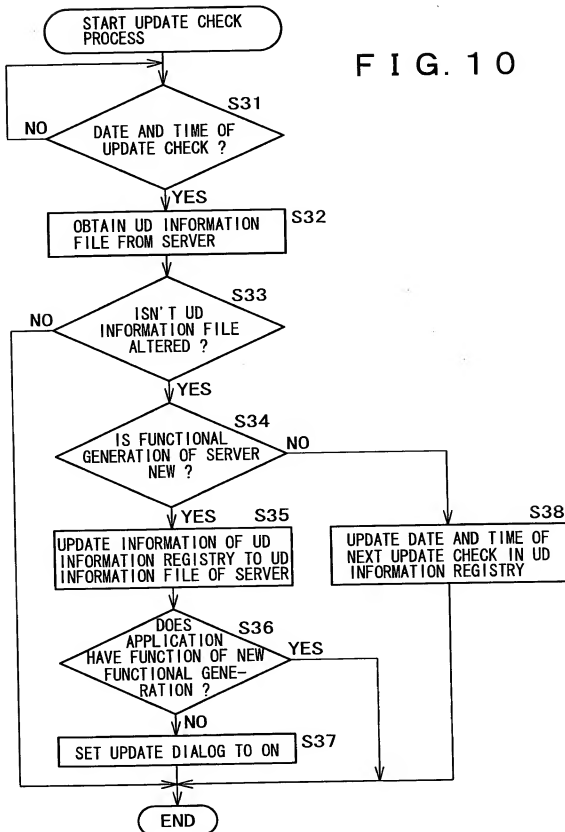 START UPDATE CHECK
PROCESS
FIG. 10
S31
NO
DATE AND TIME OF
UPDATE CHECK ?
YES
OBTAIN UD INFORMATION
FILE FROM SERVER
S32
S33
NO
ISN'T UD
INFORMATION FILE
ALTERED ?
YES
S34
IS FUNCTIONAL
GENERATION OF SERVER
NEW ?
NO
YES
S35
UPDATE INFORMATION OF UD
INFORMATION REGISTRY TO UD
INFORMATION FILE OF SERVER
S38
UPDATE DATE AND TIME OF
NEXT UPDATE CHECK IN UD
INFORMATION REGISTRY
S36
DOES
APPLICATION
HAVE FUNCTION OF NEW
FUNCTIONAL GENE-
RATION ?
YES
NO
SET UPDATE DIALOG TO ON
S37
END